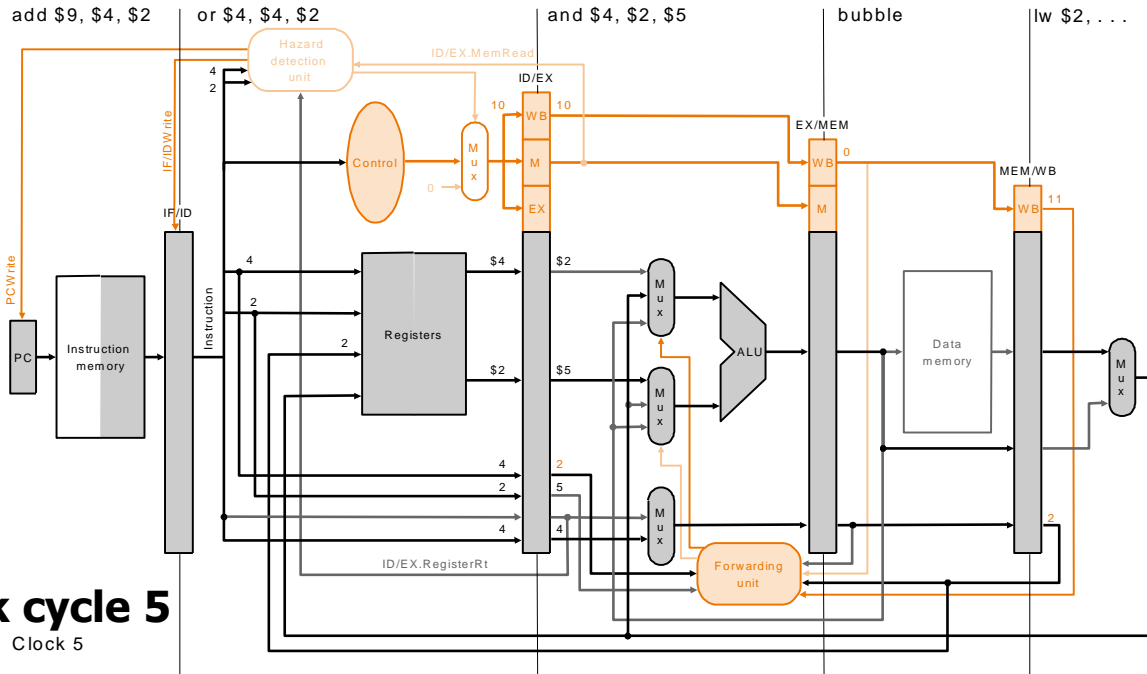 add $9, $4, $2
or $4, $4, $2
and $4, $2, $5
bubble
lw $2, . . .
Hazard
detection
unit
ID/EX.MemRead
4
2
ID/EX
10
WB
10
EX/MEM
IF/IDWrite
Control
M
u
x
M
WB
0
MEM/WB
0
EX
M
WB
11
IF/ID
PCWrite
4
$4
$2
M
u
x
Instruction
2
Registers
PC
Instruction
memory
2
ALU
Data
memory
M
u
x
$2
$5
M
u
x
4
2
2
5
M
u
x
2
4
4
ID/EX.RegisterRt
Forwarding
unit
k cycle 5
Clock 5